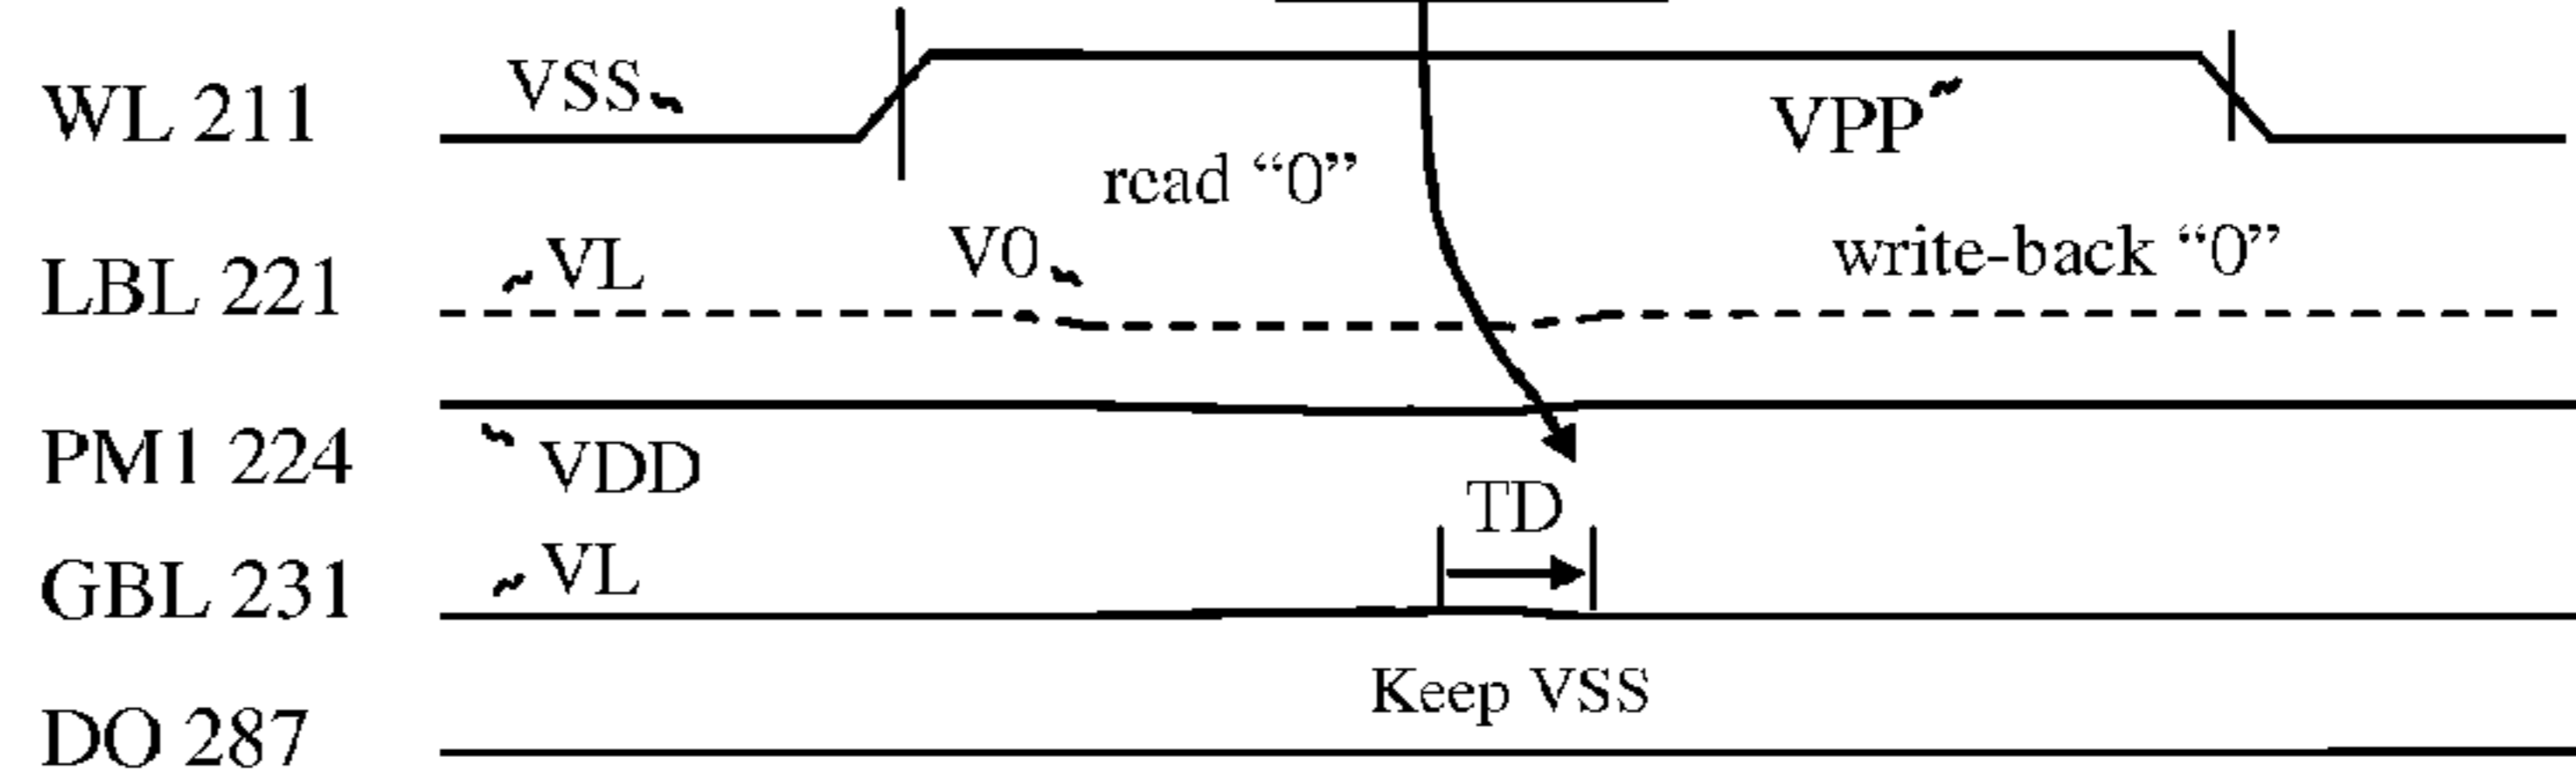 WL 211 VSS VPP
read “0”
LBL 221 VL V0 write-back “0”
PM1 224 VDD
TD
GBL 231 VL
Keep VSS
DO 287